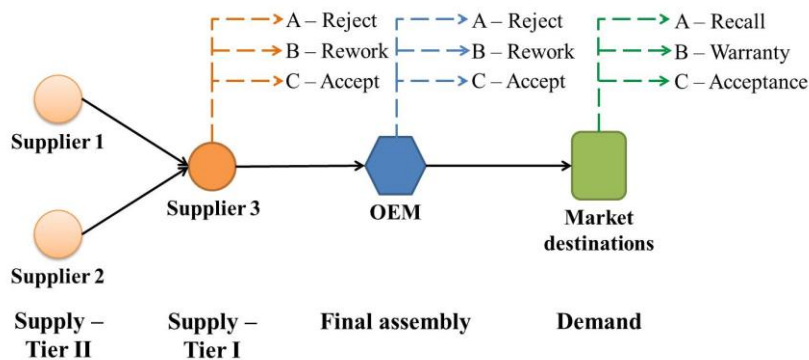 A – Reject
B – Rework
C – Accept
A – Reject
B – Rework
C – Accept
A – Recall
B – Warranty
C – Acceptance
Supplier 1
Supplier 3
OEM
Market
destinations
Supplier 2
Supply –
Tier II
Supply –
Tier I
Final assembly
Demand